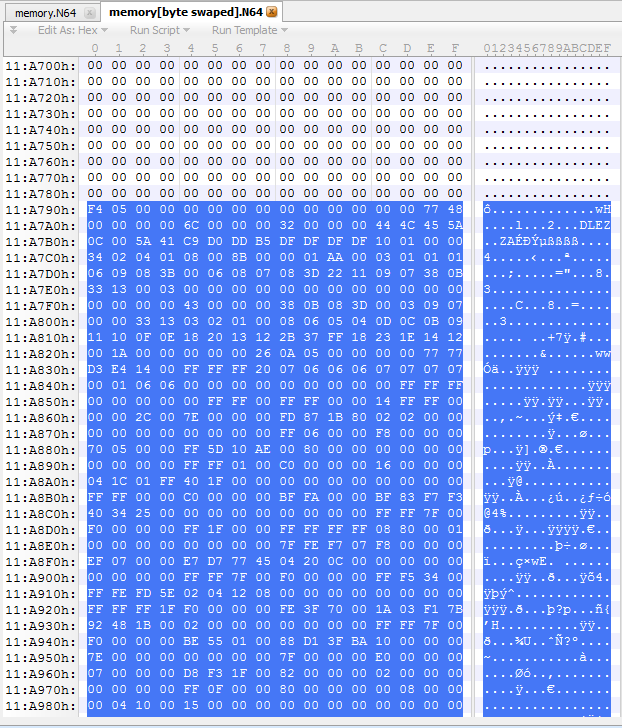 memory.N64 memory[byte swaped].N64
Edit As: Hex Run Script Run Template
0 1 2 3 4 5 6 7 8 9 A B C D E F 0123456789ABCDEF
11:A700h: 00 00 00 00 00 00 00 00 00 00 00 00 00 00 00 00 ................
11:A710h: 00 00 00 00 00 00 00 00 00 00 00 00 00 00 00 00 ................
11:A720h: 00 00 00 00 00 00 00 00 00 00 00 00 00 00 00 00 ................
11:A730h: 00 00 00 00 00 00 00 00 00 00 00 00 00 00 00 00 ................
11:A740h: 00 00 00 00 00 00 00 00 00 00 00 00 00 00 00 00 ................
11:A750h: 00 00 00 00 00 00 00 00 00 00 00 00 00 00 00 00 ................
11:A760h: 00 00 00 00 00 00 00 00 00 00 00 00 00 00 00 00 ................
11:A770h: 00 00 00 00 00 00 00 00 00 00 00 00 00 00 00 00 ................
11:A780h: 00 00 00 00 00 00 00 00 00 00 00 00 00 00 00 00 ................
11:A790h: F4 05 00 00 00 00 00 00 00 00 00 00 00 00 77 48 ô.............wH
11:A7A0h: 00 00 00 00 6C 00 00 00 32 00 00 00 44 4C 45 5A ....l...2...DLEZ
11:A7B0h: 0C 00 5A 41 C9 D0 DD B5 DF DF DF DF 10 01 00 00 ..ZAÉÐÝµßßßß....
11:A7C0h: 34 02 04 01 08 00 8B 00 00 01 AA 00 03 01 01 01 4.....‹...ª.....
11:A7D0h: 06 09 08 3B 00 06 08 07 08 3D 22 11 09 07 38 0B ...;.....="...8.
11:A7E0h: 33 13 00 03 00 00 00 00 00 00 00 00 00 00 00 00 3...............
11:A7F0h: 00 00 00 00 43 00 00 00 38 0B 08 3D 00 03 09 07 ....C...8..=....
11:A800h: 00 00 33 13 03 02 01 00 08 06 05 04 0D 0C 0B 09 ..3.............
11:A810h: 11 10 0F 0E 18 20 13 12 2B 37 FF 18 23 1E 14 12 ..... ..+7ÿ.#...
11:A820h: 00 1A 00 00 00 00 00 26 0A 05 00 00 00 00 77 77 .......&......ww
11:A830h: D3 E4 14 00 FF FF FF 20 07 06 06 06 07 07 07 07 Óä..ÿÿÿ ........
11:A840h: 00 01 06 06 00 00 00 00 00 00 00 00 00 FF FF FF .............ÿÿÿ
11:A850h: 00 00 00 00 FF FF 00 FF FF 00 00 14 FF FF 00 00 ....ÿÿ.ÿÿ...ÿÿ..
11:A860h: 00 00 2C 00 7E 00 00 00 FD 87 1B 80 02 02 00 00 ..,.~...ý‡.€....
11:A870h: 00 00 00 00 00 00 00 00 FF 06 00 00 F8 00 00 00 ........ÿ...ø...
11:A880h: 70 05 00 00 FF 5D 10 AE 00 80 00 00 00 00 00 00 p...ÿ].®.€......
11:A890h: 00 00 00 00 FF FF 01 00 C0 00 00 00 16 00 00 00 ....ÿÿ..À.......
11:A8A0h: 04 1C 01 FF 40 1F 00 00 00 00 00 00 00 00 00 00 ...ÿ@...........
11:A8B0h: FF FF 00 00 C0 00 00 00 BF FA 00 00 BF 83 F7 F3 ÿÿ..À...¿ú..¿ƒ÷ó
11:A8C0h: 40 34 25 00 00 00 00 00 00 00 00 00 FF FF 7F 00 @4%.........ÿÿ..
11:A8D0h: F0 00 00 00 FF 1F 00 00 FF FF FF FF 08 80 00 01 ð...ÿ...ÿÿÿÿ.€..
11:A8E0h: 00 00 00 00 00 00 00 00 7F FE F7 07 F8 00 00 00 .........þ÷.ø...
11:A8F0h: EF 07 00 00 E7 D7 77 45 04 20 0C 00 00 00 00 00 ï...ç×wE. ......
11:A900h: 00 00 00 00 FF FF 7F 00 F0 00 00 00 FF F5 34 00 ....ÿÿ..ð...ÿõ4.
11:A910h: FF FE FD 5E 02 04 12 08 00 00 00 00 00 00 00 00 ÿþý^............
11:A920h: FF FF FF 1F F0 00 00 00 FE 3F 70 00 1A 03 F1 7B ÿÿÿ.ð...þ?p...ñ{
11:A930h: 92 48 1B 00 02 00 00 00 00 00 00 00 FF FF 7F 00 ’H..........ÿÿ..
11:A940h: F0 00 00 00 BE 55 01 00 88 D1 3F BA 10 00 00 00 ð...¾U..ˆÑ?º....
11:A950h: 7E 00 00 00 00 00 00 00 7F 00 00 00 E0 00 00 00 ~...........à...
11:A960h: 07 00 00 00 D8 F3 1F 00 82 00 00 00 02 00 00 00 ....Øó..‚.......
11:A970h: 00 00 00 00 FF 0F 00 00 80 00 00 00 00 08 00 00 ....ÿ...€.......
11:A980h: 00 04 10 00 15 00 00 00 00 00 00 00 00 00 00 00